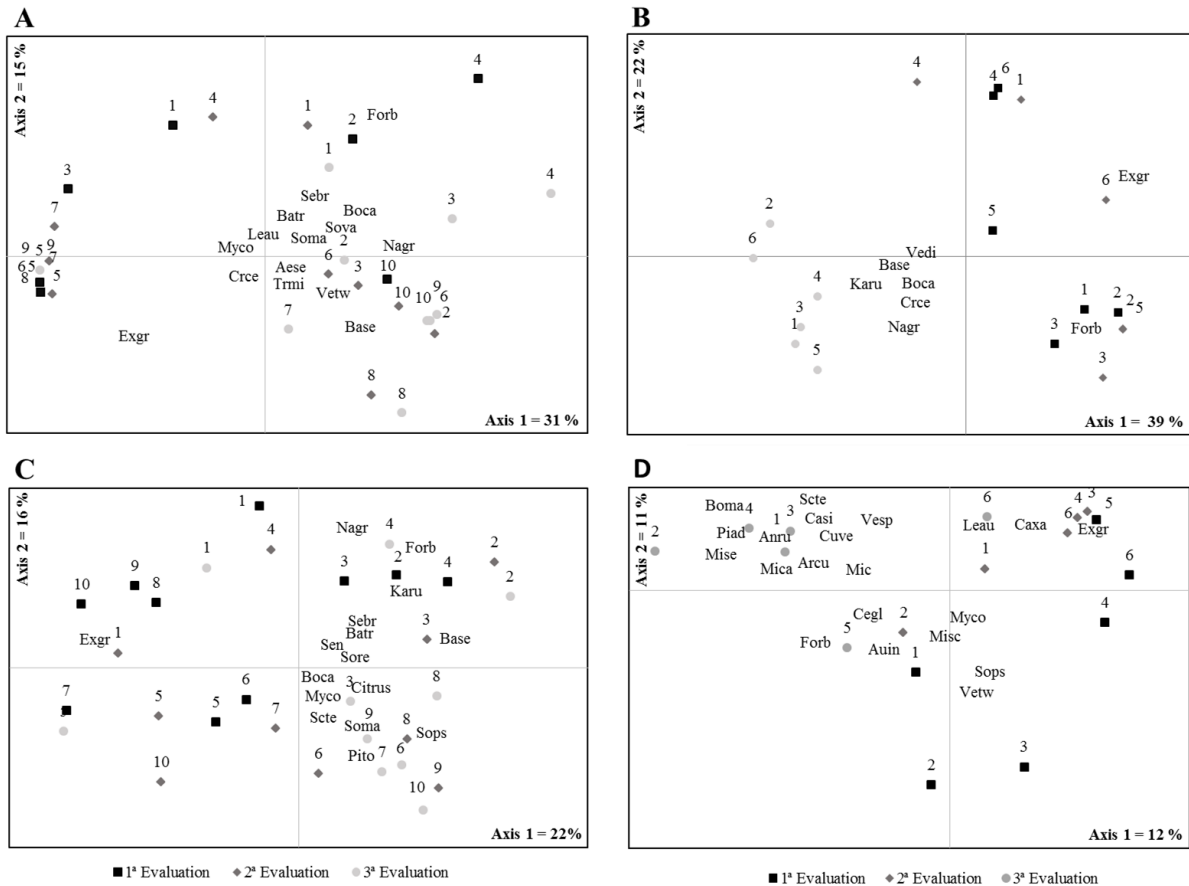 A
Axis 2 = 15 %
4
1
4
1
2
Forb
1
3
4
3
Sebr
Boca
Batr
7
Sova
Leau
Soma
Myco
2
Nagr
9
5
9
7
Crce
Aese
6
3
10
6
5
5
Trmi
8
Vetw
10
10
9
6
7
2
Base
Exgr
8
8
Axis 1 = 31 %
B
Axis 2 = 22 %
4
4
6
1
6
Exgr
2
5
6
Vedi
Base
4
Karu
Boca
Crce
1
2
2
3
5
1
Nagr
3
Forb
5
3
Axis 1 = 39 %
C
Axis 2 = 16 %
1
4
Nagr
4
1
Forb
2
9
3
2
4
2
10
8
Karu
Exgr
1
Sebr
3
Batr
Base
Sen
Sore
Boca
Citrus
8
7
6
Myco
3
5
5
7
Scte
9
Soma
8
Sops
6
Pito
7
6
10
9
10
Axis 1 = 22%
D
Axis 2 = 11 %
Boma
Scte
6
4
3
5
4
1
3
Casi
Vesp
Leau
Caxa
6
Exgr
2
Piad
Anru
Cuve
Mise
Arcu
1
6
Mica
Mic
Cegl
2
Myco
4
5
Forb
Auin
Misc
1
Sops
Vetw
3
2
Axis 1 = 12 %
1ª Evaluation 2ª Evaluation 3ª Evaluation
1ª Evaluation 2ª Evaluation 3ª Evaluation